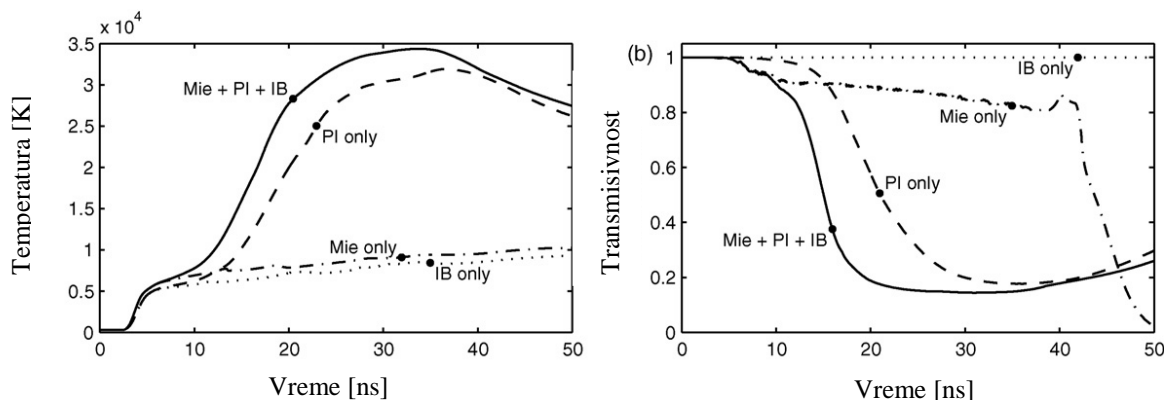 x 10⁴
3.5
3
2.5
2
1.5
1
0.5
0
0 10 20 30 40 50
Temperatura [K]
Vreme [ns]
Mie + PI + IB
PI only
Mie only
IB only
(b)
1
0.8
0.6
0.4
0.2
0
0 10 20 30 40 50
Transmisivnost
Vreme [ns]
IB only
Mie only
PI only
Mie + PI + IB